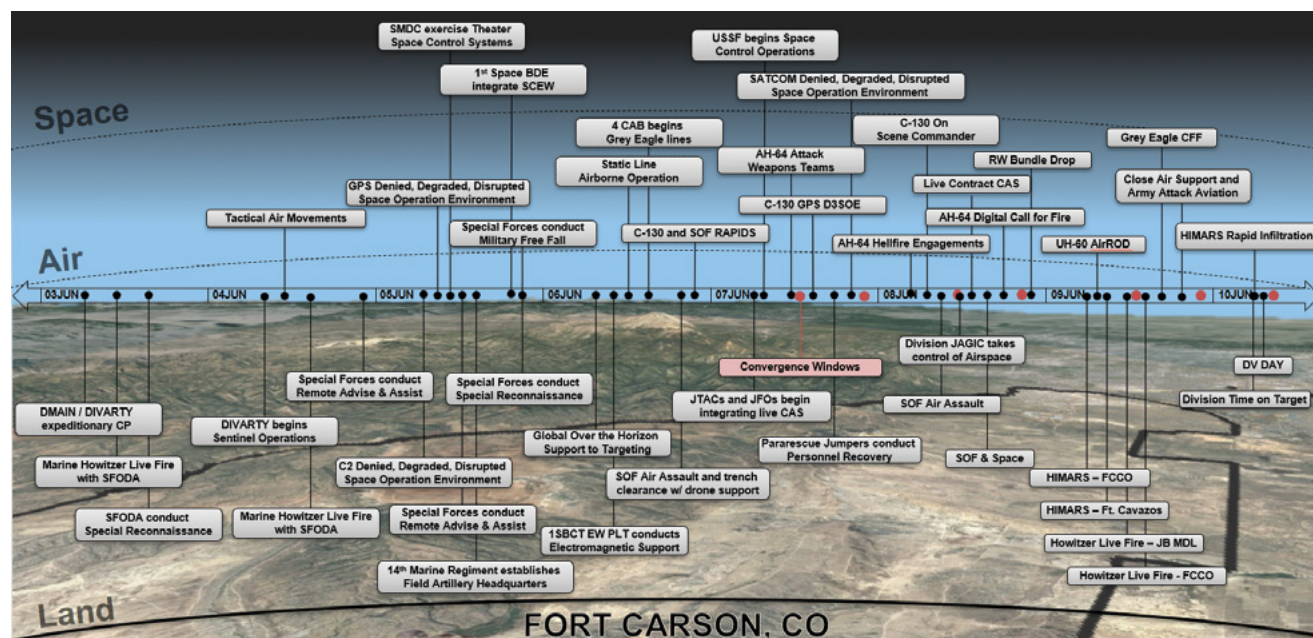 SMDC exercise Theater
Space Control Systems
USSF begins Space
Control Operations
1st Space BDE
integrate SCEW
SATCOM Denied, Degraded, Disrupted
Space Operation Environment
Space
4 CAB begins
Grey Eagle lines
C-130 On
Scene Commander
Grey Eagle CFF
Static Line
Airborne Operation
AH-64 Attack
Weapons Teams
RW Bundle Drop
GPS Denied, Degraded, Disrupted
Space Operation Environment
Live Contract CAS
Close Air Support and
Army Attack Aviation
Tactical Air Movements
C-130 GPS D3SOE
AH-64 Digital Call for Fire
Special Forces conduct
Military Free Fall
C-130 and SOF RAPIDS
AH-64 Hellfire Engagements
UH-60 AirROD
HIMARS Rapid Infiltration
Air
03JUN
04JUN
05JUN
06JUN
07JUN
08JUN
09JUN
10JUN
Division JAGIC takes
control of Airspace
Convergence Windows
DV DAY
Special Forces conduct
Remote Advise & Assist
Special Forces conduct
Special Reconnaissance
DMAIN / DIVARTY
expeditionary CP
DIVARTY begins
Sentinel Operations
JTACs and JFOs begin
integrating live CAS
SOF Air Assault
Division Time on Target
Global Over the Horizon
Support to Targeting
Pararescue Jumpers conduct
Personnel Recovery
SOF & Space
Marine Howitzer Live Fire
with SFODA
C2 Denied, Degraded, Disrupted
Space Operation Environment
SOF Air Assault and trench
clearance w/ drone support
HIMARS – FCCO
SFODA conduct
Special Reconnaissance
Marine Howitzer Live Fire
with SFODA
Special Forces conduct
Remote Advise & Assist
1SBCT EW PLT conducts
Electromagnetic Support
HIMARS – Ft. Cavazos
Howitzer Live Fire – JB MDL
14th Marine Regiment establishes
Field Artillery Headquarters
Howitzer Live Fire - FCCO
Land
FORT CARSON, CO